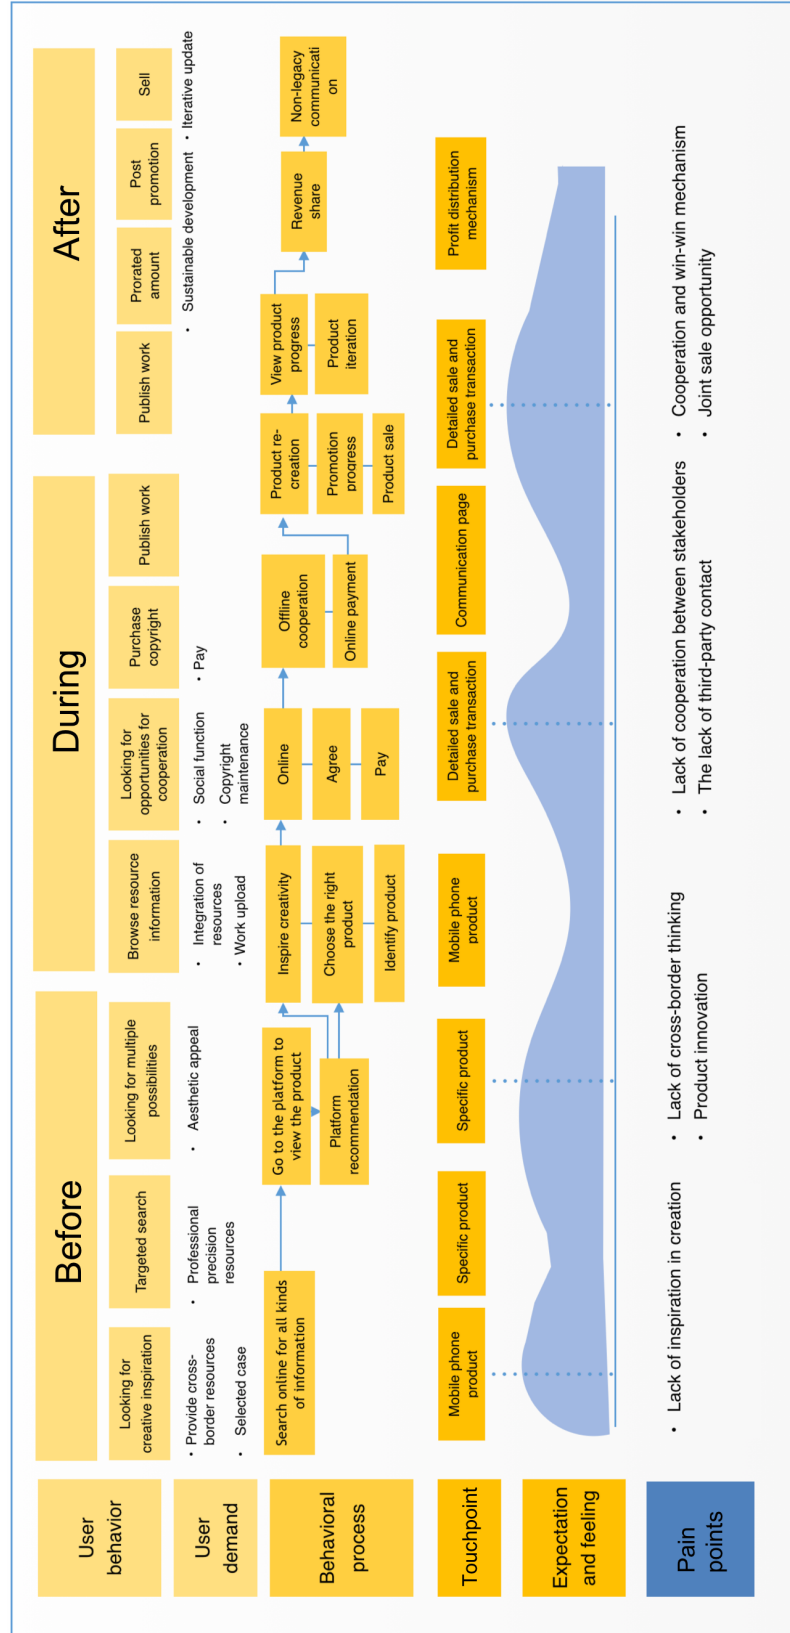 Before
During
After
User
behavior
Looking for
creative inspiration
Targeted search
Looking for multiple
possibilities
Browse resource
information
Looking for
opportunities for
cooperation
Purchase
copyright
Publish work
Publish work
Prorated
amount
Post
promotion
Sell
User
demand
• Provide cross-
border resources
• Selected case
• Professional
precision
resources
• Aesthetic appeal
• Integration of
resources
• Work upload
• Social function
• Copyright
maintenance
• Pay
• Sustainable development
• Iterative update
Behavioral
process
Search online for all kinds
of information
Go to the platform to
view the product
Platform
recommendation
Inspire creativity
Choose the right
product
Identify product
Online
Agree
Pay
Offline
cooperation
Online payment
Product re-
creation
Promotion
progress
Product sale
View product
progress
Product
iteration
Revenue
share
Non-legacy
communicati
on
Touchpoint
Mobile phone
product
Specific product
Specific product
Mobile phone
product
Detailed sale and
purchase transaction
Communication page
Detailed sale and
purchase transaction
Profit distribution
mechanism
Expectation
and feeling
Pain
points
• Lack of inspiration in creation
• Lack of cross-border thinking
• Product innovation
• Lack of cooperation between stakeholders
• The lack of third-party contact
• Cooperation and win-win mechanism
• Joint sale opportunity